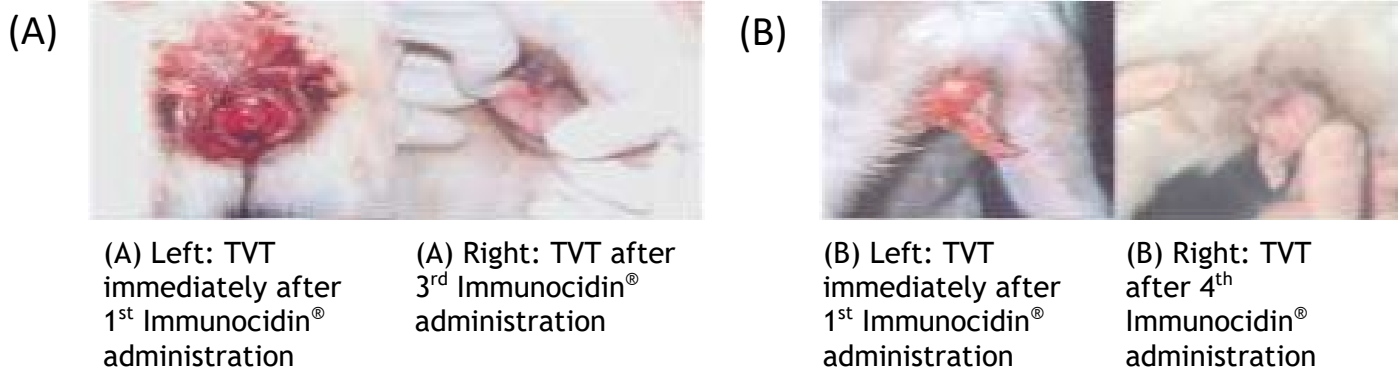 (A)
(B)
(A) Left: TVT
immediately after
1st Immunocidin®
administration
(A) Right: TVT after
3rd Immunocidin®
administration
(B) Left: TVT
immediately after
1st Immunocidin®
administration
(B) Right: TVT
after 4th
Immunocidin®
administration